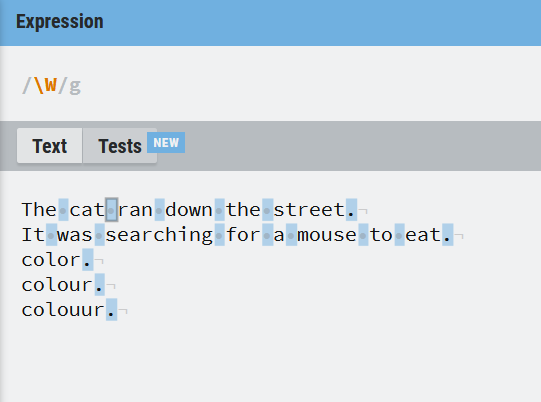 Expression
/\W/g
Text Tests NEW
The cat ran down the street.
It was searching for a mouse to eat.
color.
colour.
colouur.